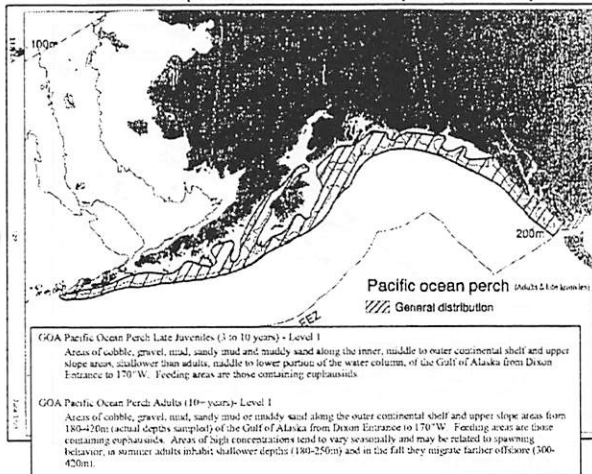 100m
200m
Pacific ocean perch (Adults & late juveniles)
General distribution
EEZ
GOA Pacific Ocean Perch Late Juveniles (3 to 10 years) - Level 1
Areas of cobble, gravel, mud, sandy mud and muddy sand along the inner, middle to outer continental shelf and upper
slope areas, shallower than adults, middle to lower portion of the water column, of the Gulf of Alaska from Dixon
Entrance to 170°W. Feeding areas are those containing euphausiids.
GOA Pacific Ocean Perch Adults (10+ years)- Level 1
Areas of cobble, gravel, mud, sandy mud or muddy sand along the outer continental shelf and upper slope areas from
180-420m (actual depths sampled) of the Gulf of Alaska from Dixon Entrance to 170°W. Feeding areas are those
containing euphausiids. Areas of high concentrations tend to vary seasonally and may be related to spawning
behavior, in summer adults inhabit shallower depths (180-250m) and in the fall they migrate farther offshore (300-
420m).